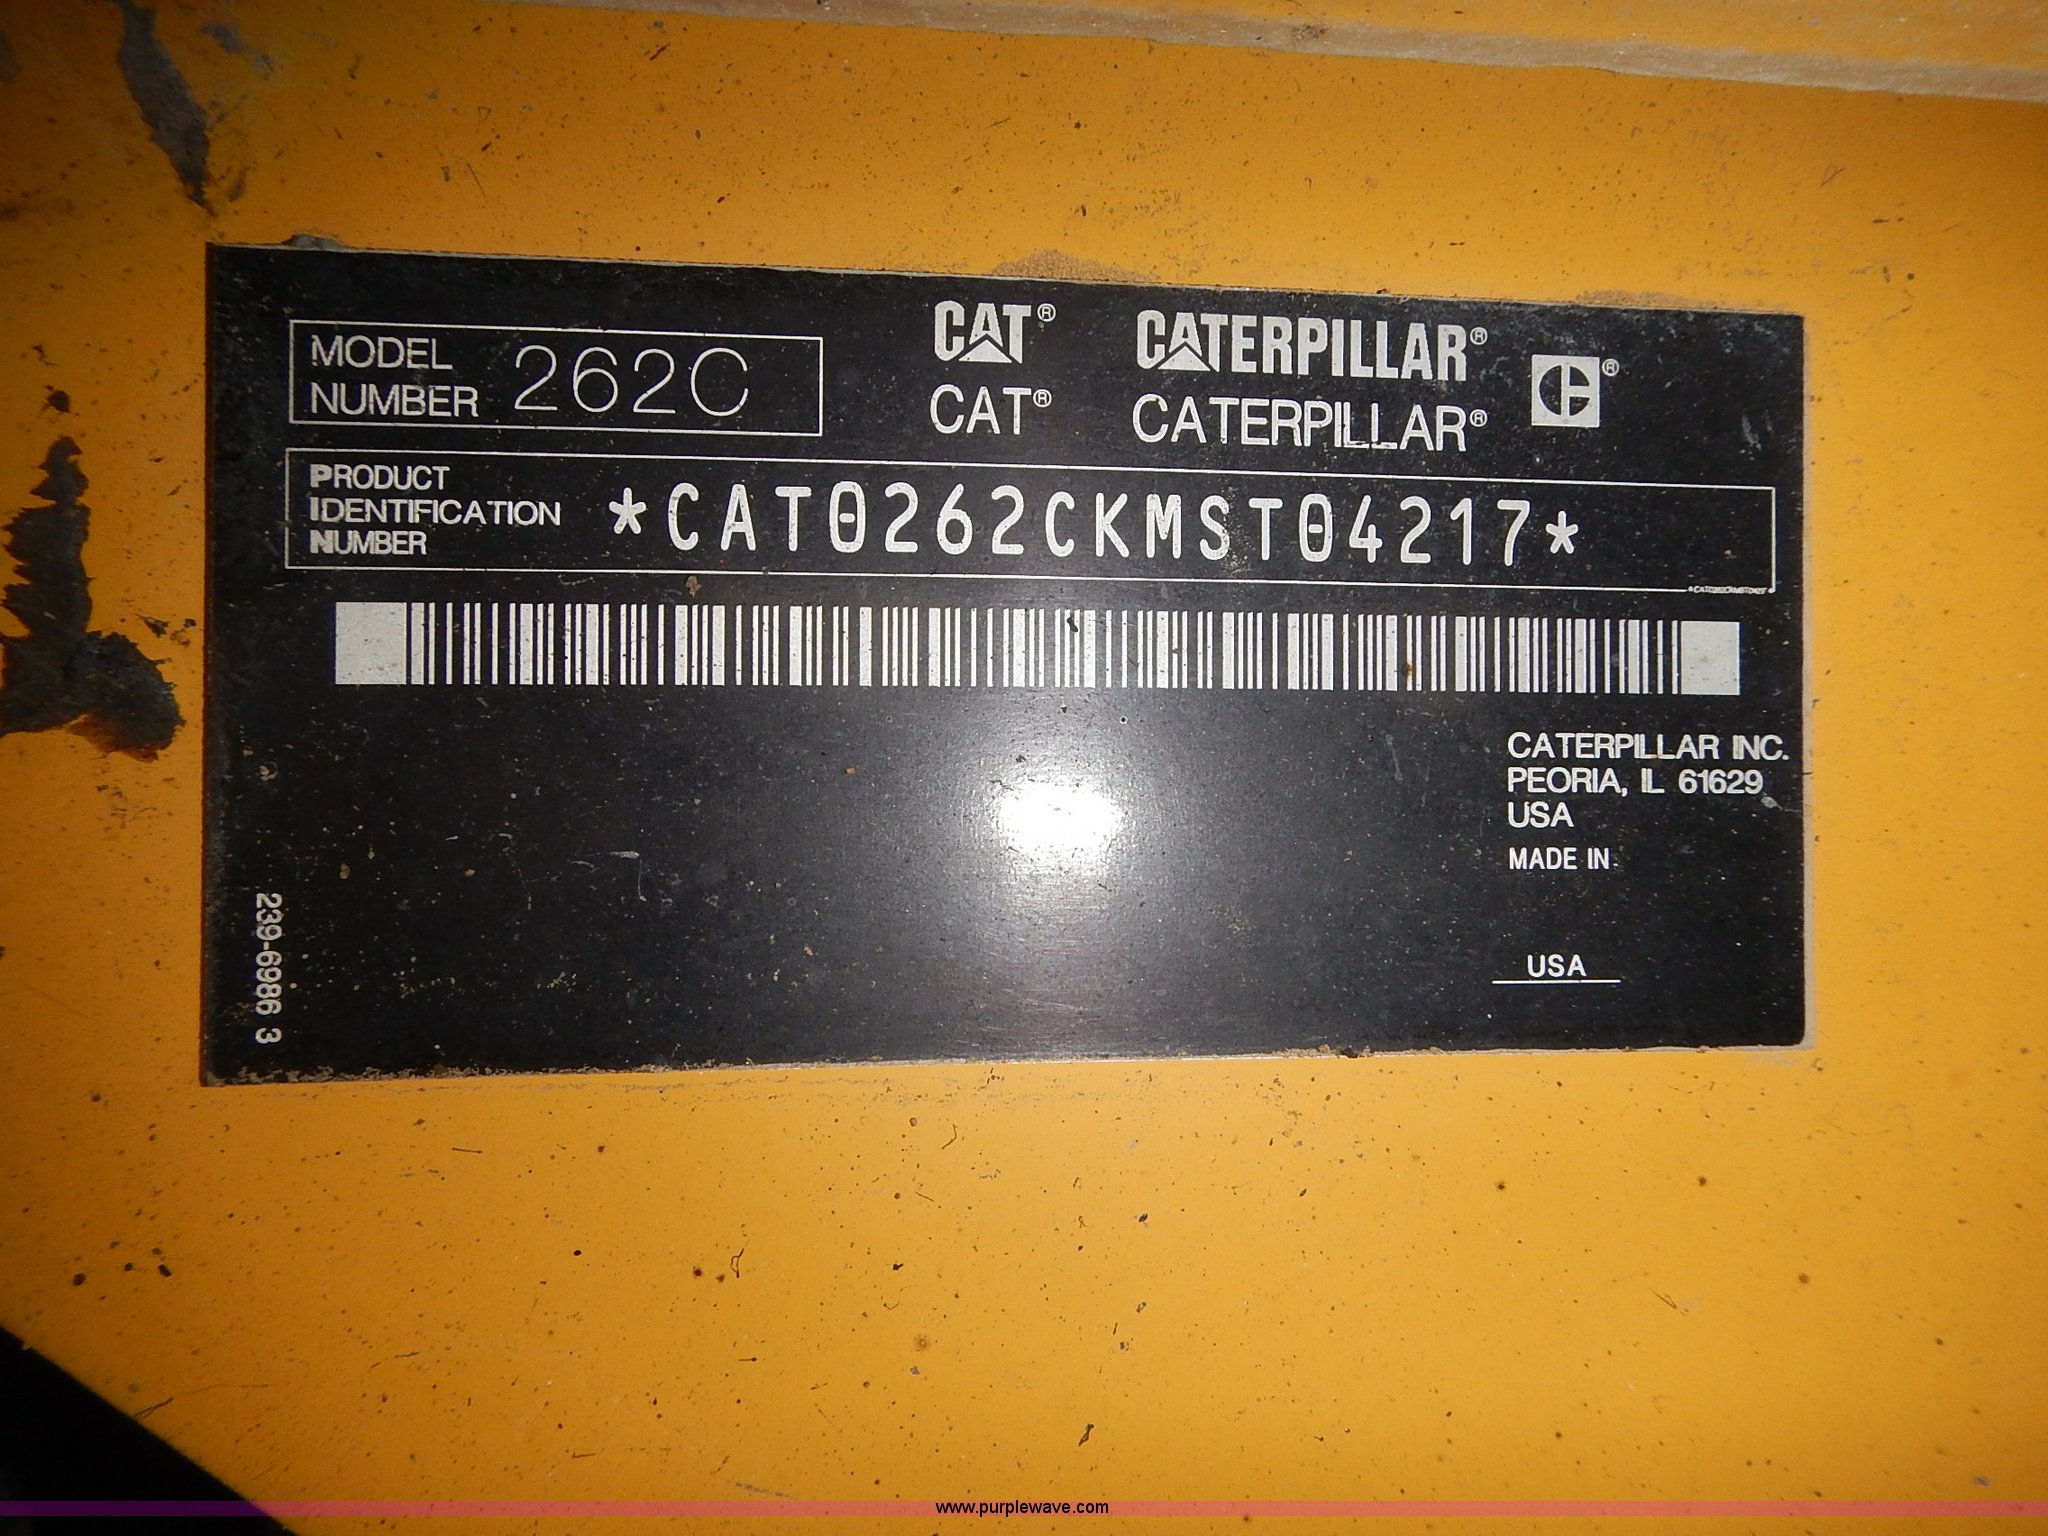 MODEL
NUMBER 262C
CAT® CATERPILLAR®
CAT® CATERPILLAR®
PRODUCT
IDENTIFICATION
NUMBER
*CAT0262CKMST04217*
CATERPILLAR INC.
PEORIA, IL 61629
USA
MADE IN
USA
239-6986 3
www.purplewave.com